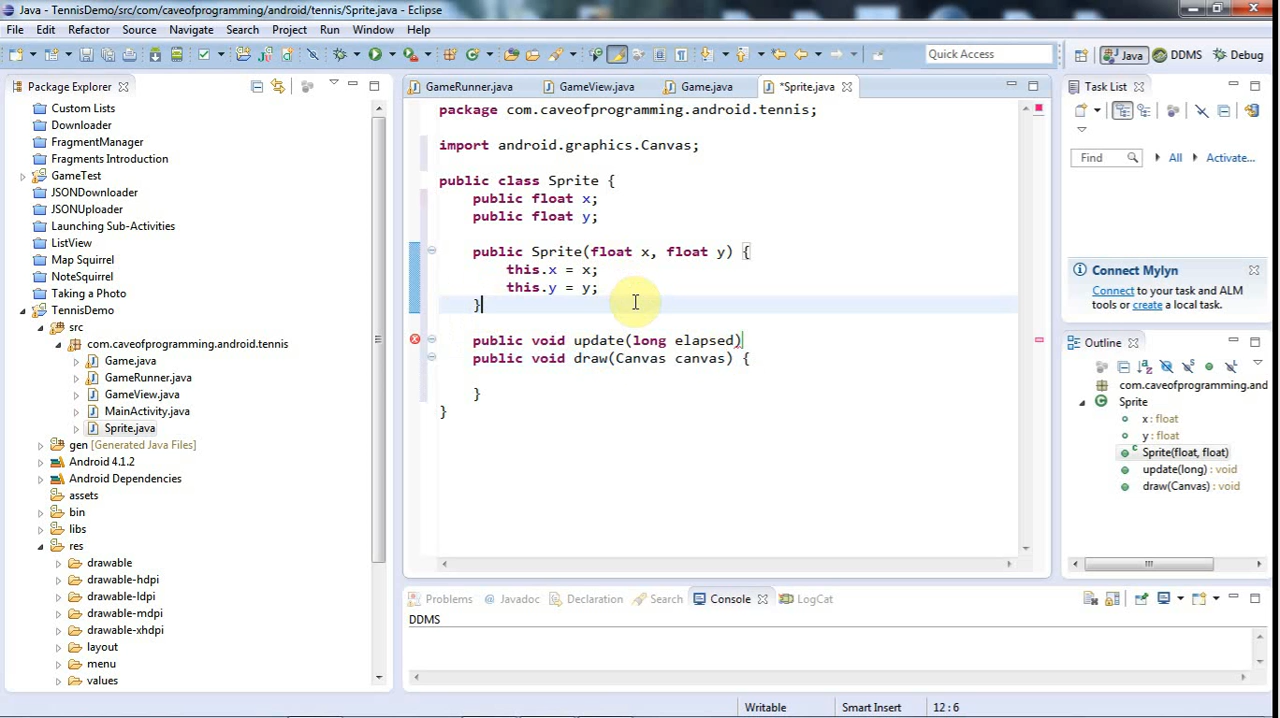 Java - TennisDemo/src/com/caveofprogramming/android/tennis/Sprite.java - Eclipse
File Edit Refactor Source Navigate Search Project Run Window Help
Quick Access
Java
DDMS
Debug
Package Explorer
Custom Lists
Downloader
FragmentManager
Fragments Introduction
GameTest
JSONDownloader
JSONUploader
Launching Sub-Activities
ListView
Map Squirrel
NoteSquirrel
Taking a Photo
TennisDemo
src
com.caveofprogramming.android.tennis
Game.java
GameRunner.java
GameView.java
MainActivity.java
Sprite.java
gen [Generated Java Files]
Android 4.1.2
Android Dependencies
assets
bin
libs
res
drawable
drawable-hdpi
drawable-ldpi
drawable-mdpi
drawable-xhdpi
layout
menu
values
GameRunner.java GameView.java Game.java *Sprite.java
package com.caveofprogramming.android.tennis;
import android.graphics.Canvas;
public class Sprite {
public float x;
public float y;
public Sprite(float x, float y) {
this.x = x;
this.y = y;
}
public void update(long elapsed)
public void draw(Canvas canvas) {
}
}
Task List
Find All Activate...
Connect Mylyn
Connect to your task and ALM
tools or create a local task.
Outline
com.caveofprogramming.and
Sprite
x : float
y : float
Sprite(float, float)
update(long) : void
draw(Canvas) : void
Problems Javadoc Declaration Search Console LogCat
DDMS
Writable Smart Insert 12 : 6